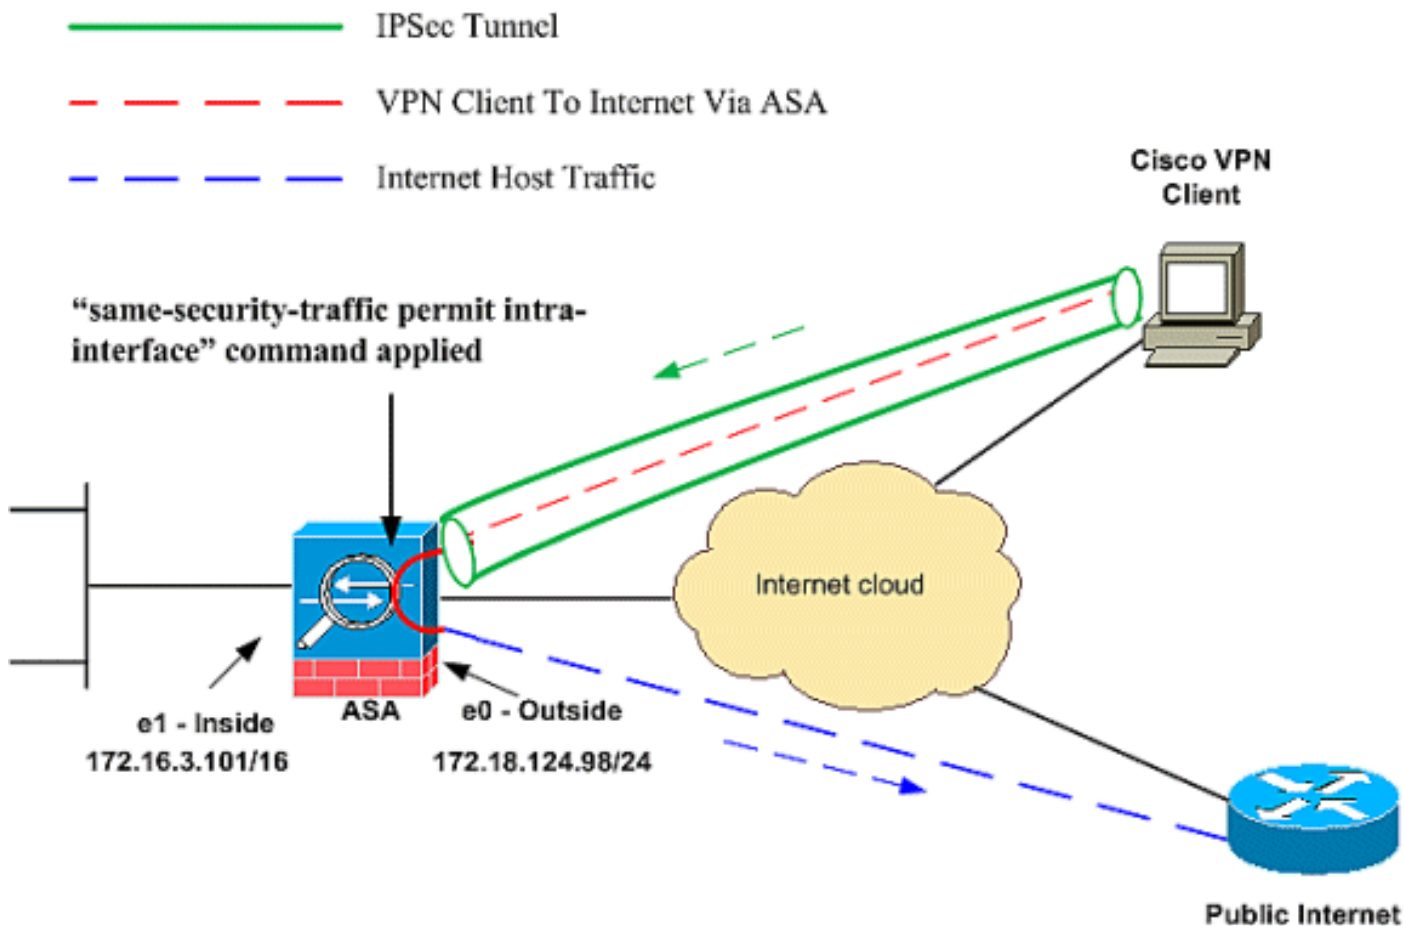 IPSec Tunnel
VPN Client To Internet Via ASA
Internet Host Traffic
Cisco VPN
Client
“same-security-traffic permit intra-
interface” command applied
Internet cloud
ASA
e1 - Inside
172.16.3.101/16
e0 - Outside
172.18.124.98/24
Public Internet